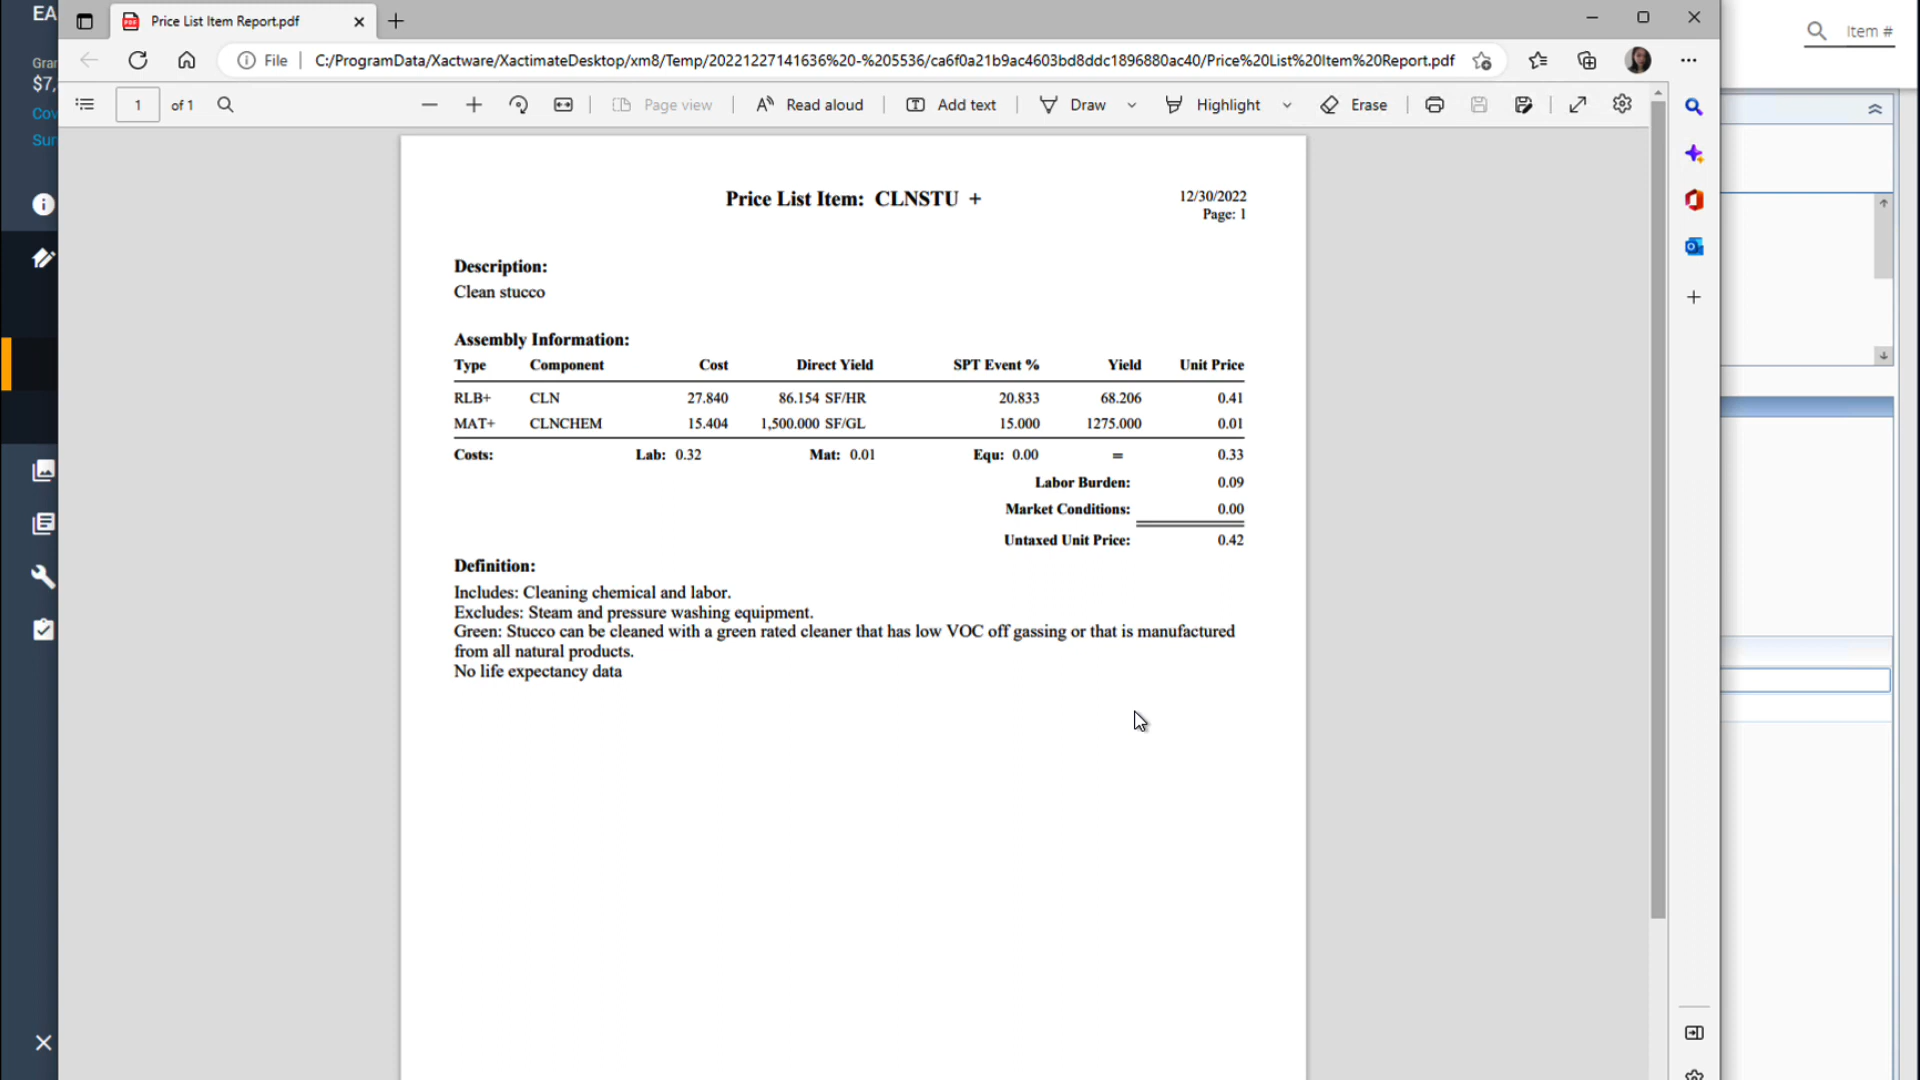 EA
Price List Item Report.pdf
Item #
File
C:/ProgramData/Xactware/XactimateDesktop/xm8/Temp/20221227141636%20-%205536/ca6f0a21b9ac4603bd8ddc1896880ac40/Price%20List%20Item%20Report.pdf
Gran
$7,
Cov
Sur
1 of 1
Page view
Read aloud
Add text
Draw
Highlight
Erase
Price List Item: CLNSTU +
12/30/2022
Page: 1
Description:
Clean stucco
Assembly Information:
Type Component Cost Direct Yield SPT Event % Yield Unit Price
RLB+ CLN 27.840 86.154 SF/HR 20.833 68.206 0.41
MAT+ CLNCHEM 15.404 1,500.000 SF/GL 15.000 1275.000 0.01
Costs: Lab: 0.32 Mat: 0.01 Equ: 0.00 = 0.33
Labor Burden: 0.09
Market Conditions: 0.00
Untaxed Unit Price: 0.42
Definition:
Includes: Cleaning chemical and labor.
Excludes: Steam and pressure washing equipment.
Green: Stucco can be cleaned with a green rated cleaner that has low VOC off gassing or that is manufactured
from all natural products.
No life expectancy data